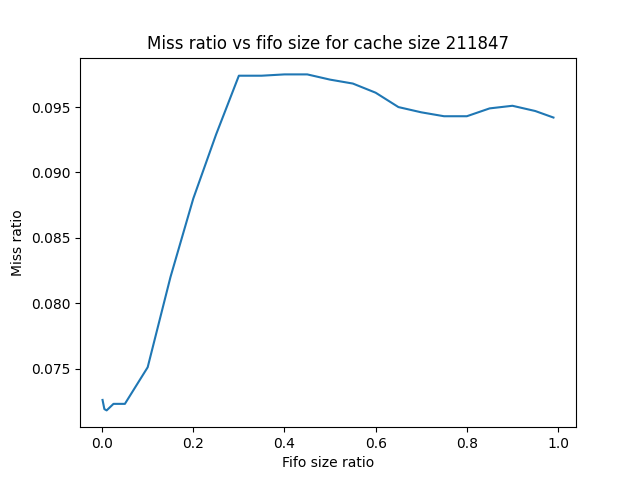 Miss ratio vs fifo size for cache size 211847
0.095
0.090
0.085
0.080
0.075
Miss ratio
0.0 0.2 0.4 0.6 0.8 1.0
Fifo size ratio